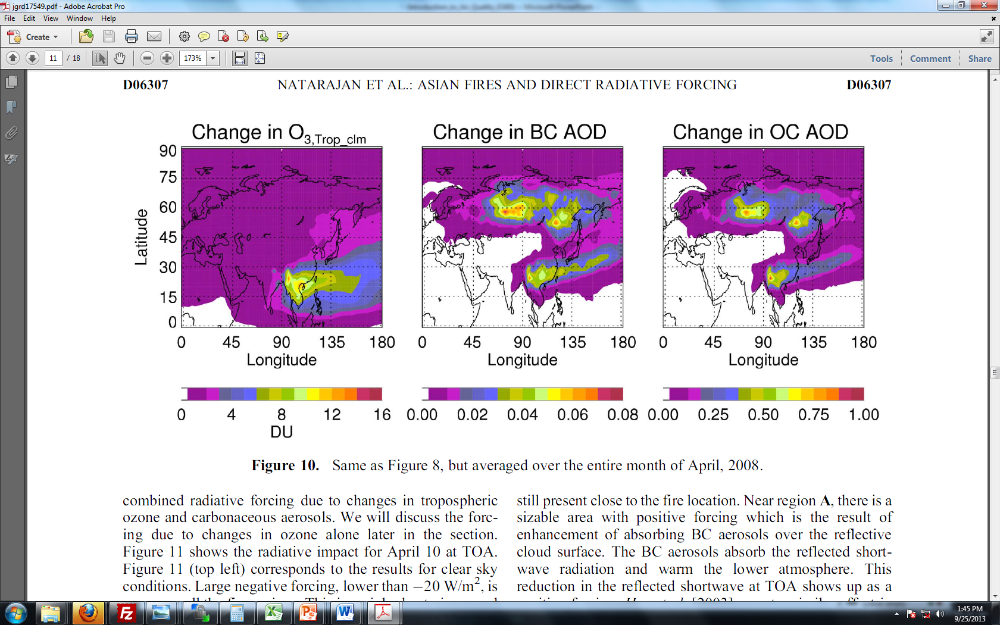 jgrd17549.pdf - Adobe Acrobat Pro
File Edit View Window Help
Create
11 / 18 173% Tools Comment Share
D06307 NATARAJAN ET AL.: ASIAN FIRES AND DIRECT RADIATIVE FORCING D06307
Change in O3,Trop_clm Change in BC AOD Change in OC AOD
90
75
60
45
30
15
0
Latitude
0 45 90 135 180 0 45 90 135 180 0 45 90 135 180
Longitude Longitude Longitude
0 4 8 12 16 0.00 0.02 0.04 0.06 0.08 0.00 0.25 0.50 0.75 1.00
DU
Figure 10. Same as Figure 8, but averaged over the entire month of April, 2008.
combined radiative forcing due to changes in tropospheric
ozone and carbonaceous aerosols. We will discuss the forc-
ing due to changes in ozone alone later in the section.
Figure 11 shows the radiative impact for April 10 at TOA.
Figure 11 (top left) corresponds to the results for clear sky
conditions. Large negative forcing, lower than −20 W/m2, is
still present close to the fire location. Near region A, there is a
sizable area with positive forcing which is the result of
enhancement of absorbing BC aerosols over the reflective
cloud surface. The BC aerosols absorb the reflected short-
wave radiation and warm the lower atmosphere. This
reduction in the reflected shortwave at TOA shows up as a
1:45 PM
9/25/2013